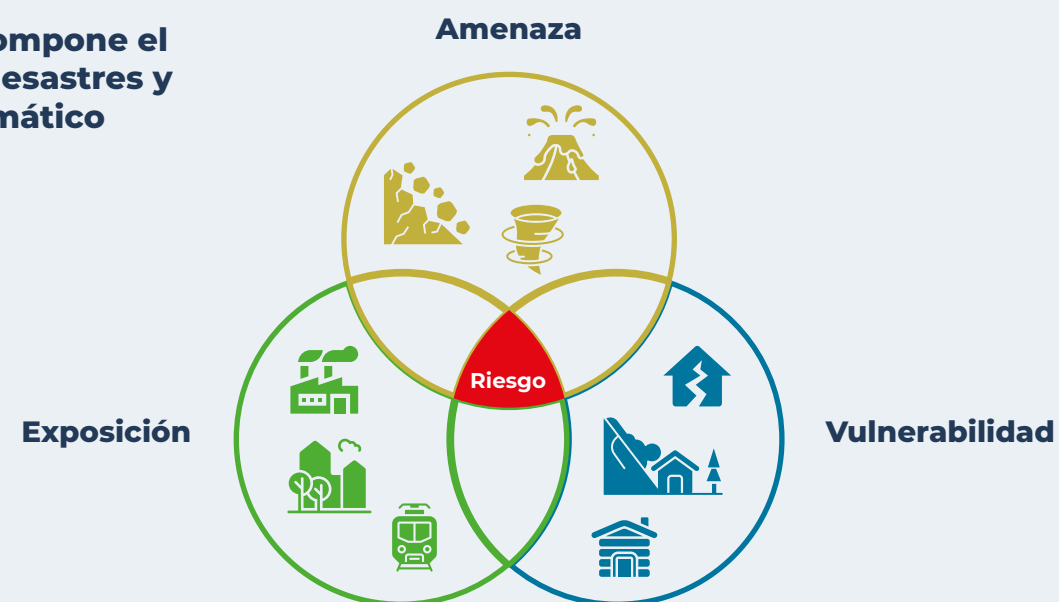 ompone el
esastres y
mático
Amenaza
Riesgo
Exposición
Vulnerabilidad